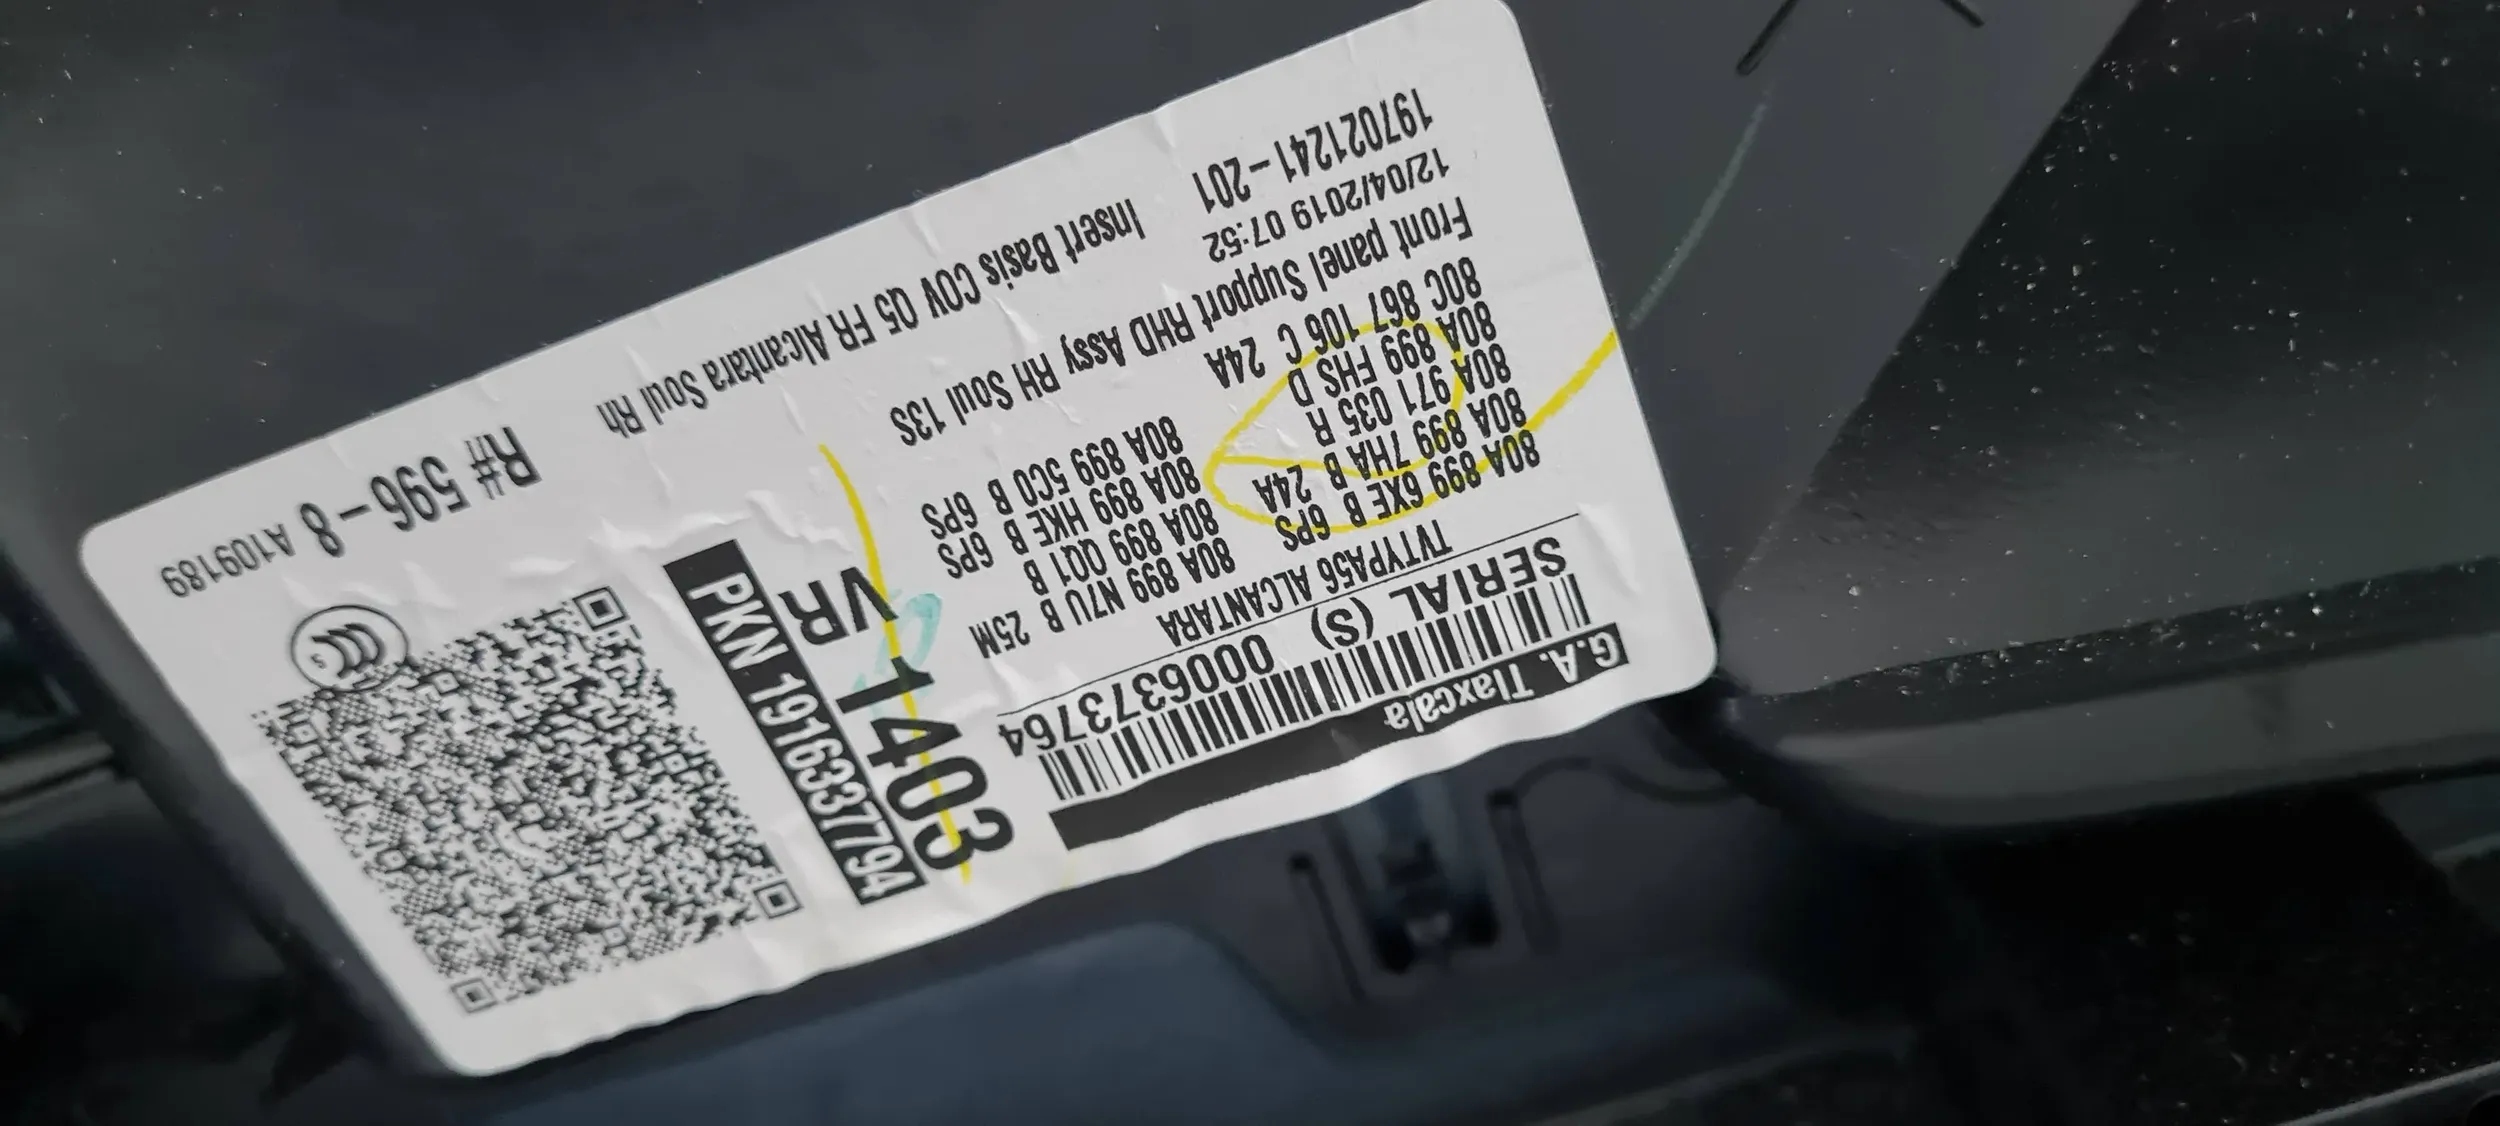 G.A. Tlaxcala
SERIAL (S) 0006373764
TVTYPA56 ALCANTARA
80A 899 6XE B 6PS
80A 899 7HA B 24A
80A 971 035 R
80A 899 FHS D
80C 867 106 C 24A
80A 899 N7U B 25M
80A 899 QQ1 B
80A 899 HKE B 6PS
80A 899 5C0 B 6PS
Front panel Support RHD Assy RH Soul 13S
12/04/2019 07:52
197021241-201
Insert Basis COV Q5 FR Alcantara Soul Rh
VR 1403
PKN 1916337794
R# 596-8 A109189